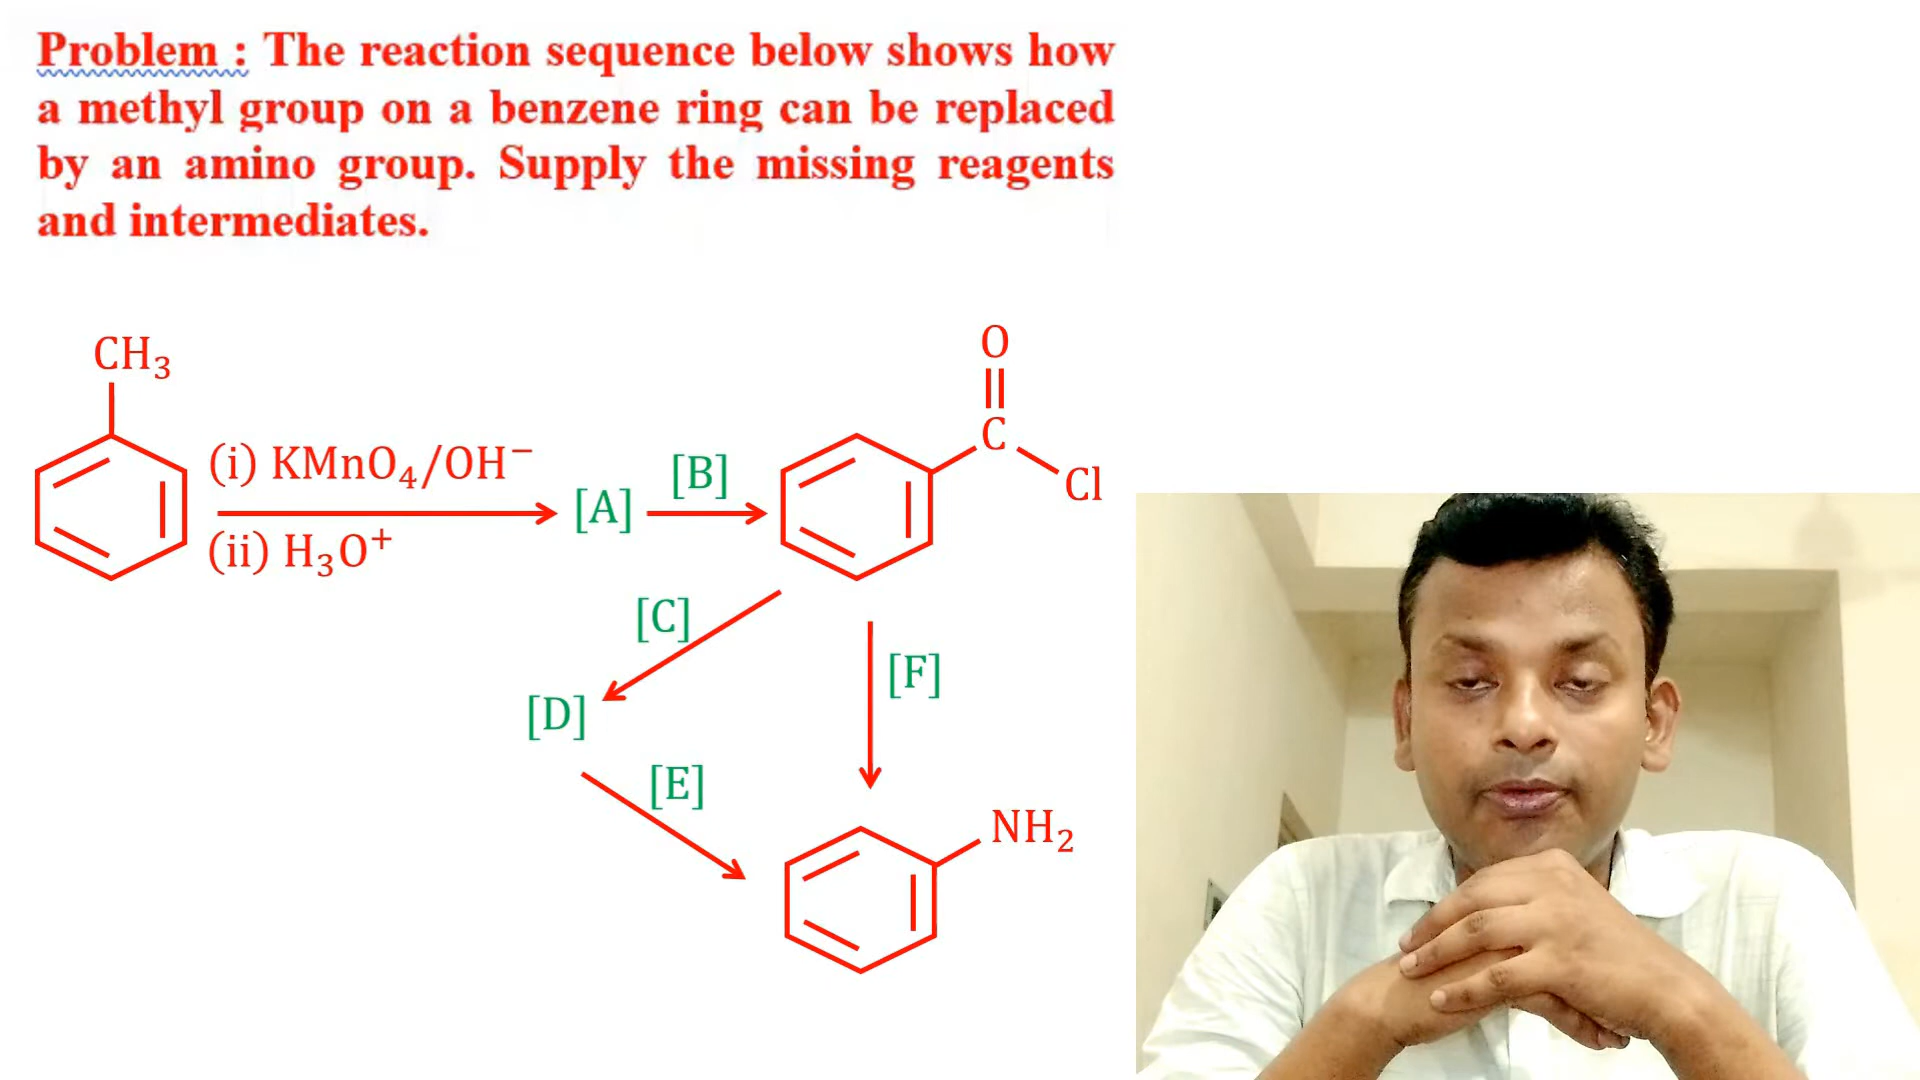 Problem : The reaction sequence below shows how
a methyl group on a benzene ring can be replaced
by an amino group. Supply the missing reagents
and intermediates.
CH₃
(i) KMnO₄/OH⁻
(ii) H₃O⁺
[A]
[B]
O
C
Cl
[C]
[D]
[E]
[F]
NH₂